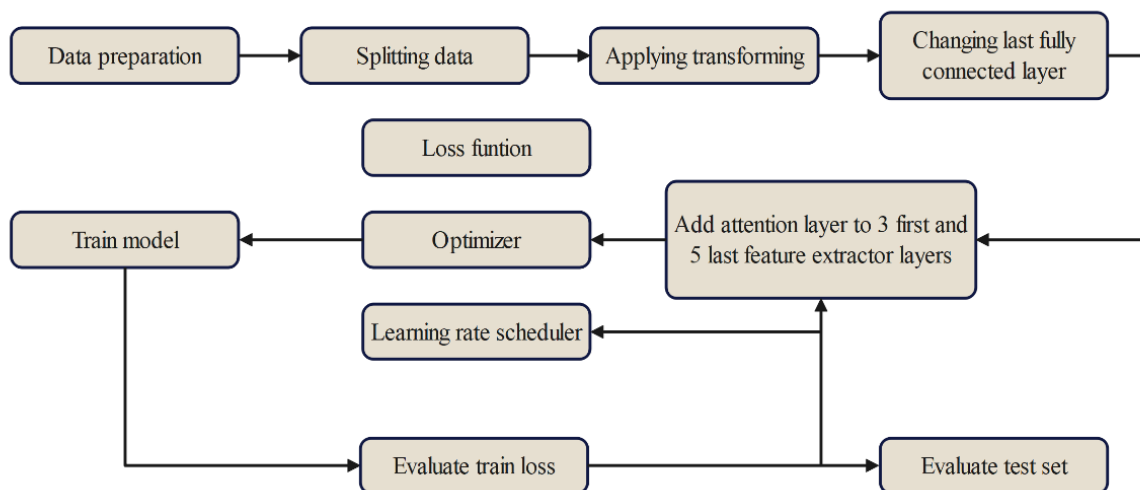 Data preparation
Splitting data
Applying transforming
Changing last fully
connected layer
Loss funtion
Train model
Optimizer
Add attention layer to 3 first and
5 last feature extractor layers
Learning rate scheduler
Evaluate train loss
Evaluate test set